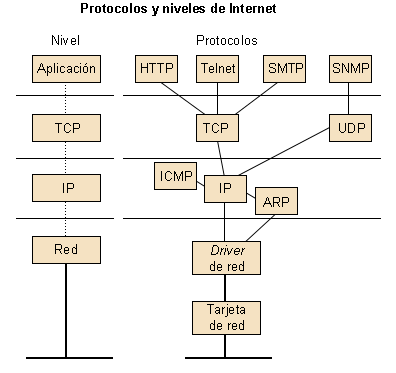 Protocolos y niveles de Internet
Nivel Protocolos
Aplicación HTTP Telnet SMTP SNMP
TCP TCP UDP
IP ICMP IP ARP
Red Driver
de red
Tarjeta
de red